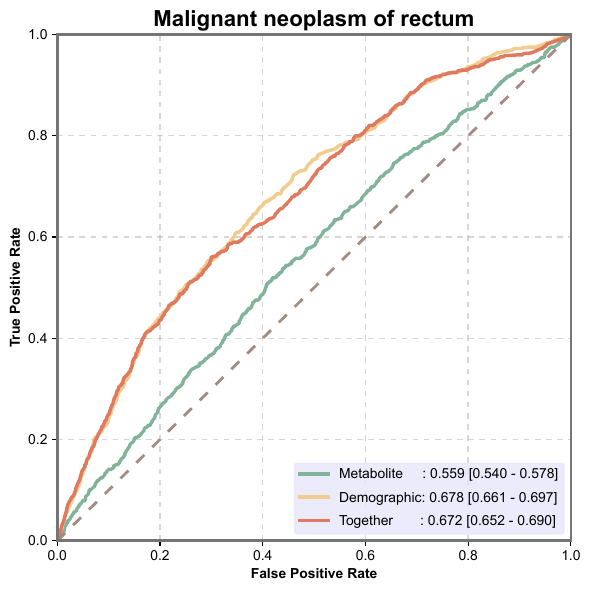 Malignant neoplasm of rectum
1.0
0.8
0.6
0.4
0.2
0.0
True Positive Rate
Metabolite : 0.559 [0.540 - 0.578]
Demographic: 0.678 [0.661 - 0.697]
Together : 0.672 [0.652 - 0.690]
0.0 0.2 0.4 0.6 0.8 1.0
False Positive Rate